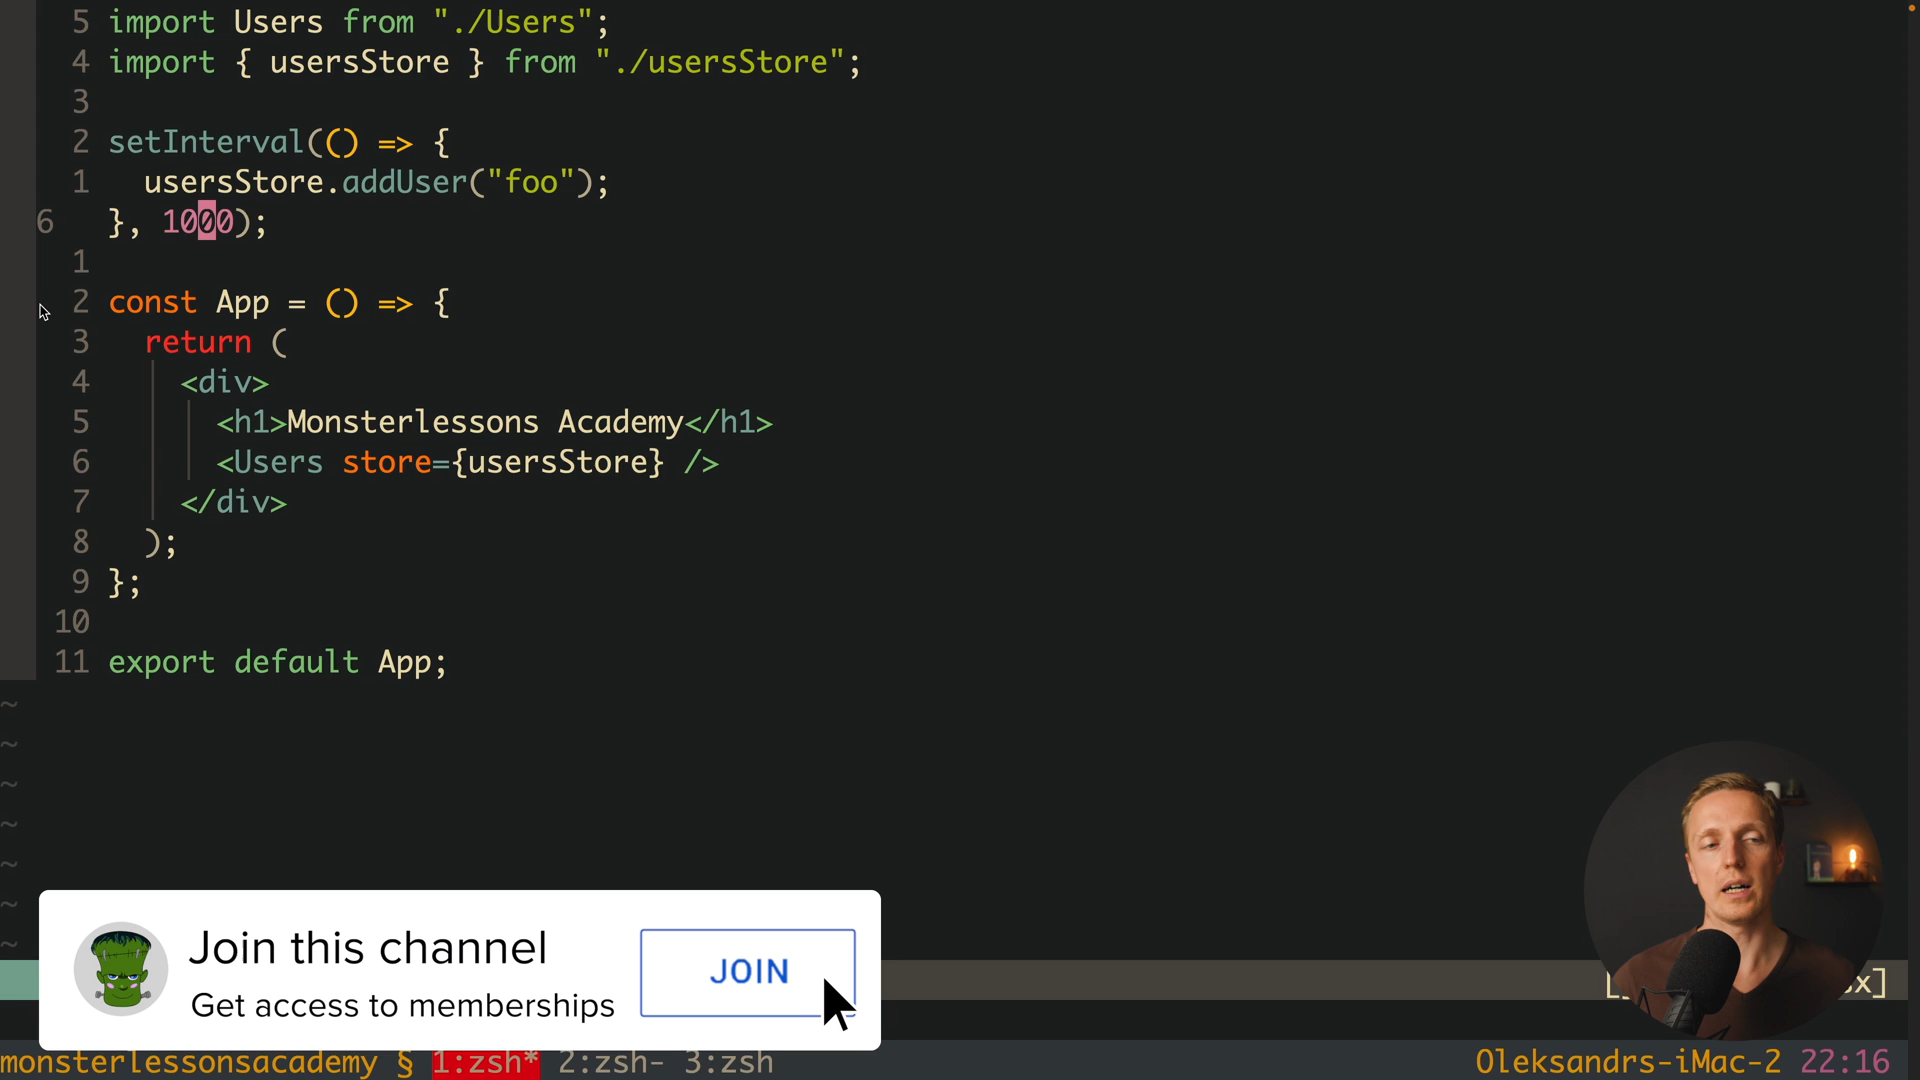 5 import Users from "./Users";
4 import { usersStore } from "./usersStore";
3
2 setInterval(() => {
1   usersStore.addUser("foo");
6 }, 1000);
1
2 const App = () => {
3   return (
4     <div>
5       <h1>Monsterlessons Academy</h1>
6       <Users store={usersStore} />
7     </div>
8   );
9 };
10
11 export default App;
~
~
~
~
~
~
~
Join this channel
Get access to memberships
JOIN
monsterlessonsacademy § 1:zsh* 2:zsh- 3:zsh
Oleksandrs-iMac-2 22:16